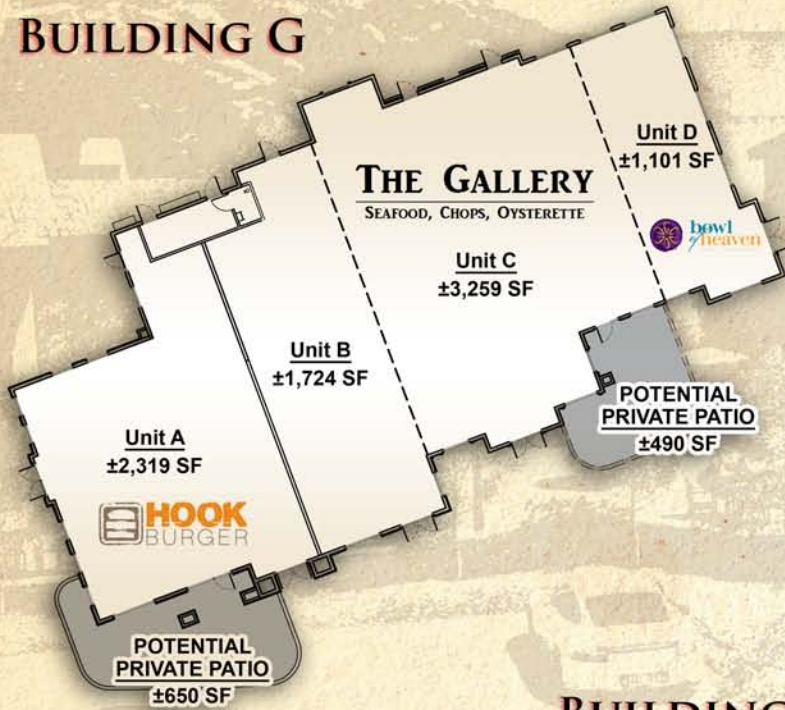 BUILDING G
Unit D
±1,101 SF
bowl
of heaven
THE GALLERY
SEAFOOD, CHOPS, OYSTERETTE
Unit C
±3,259 SF
Unit B
±1,724 SF
POTENTIAL
PRIVATE PATIO
±490 SF
Unit A
±2,319 SF
HOOK
BURGER
POTENTIAL
PRIVATE PATIO
±650 SF
BUILDING